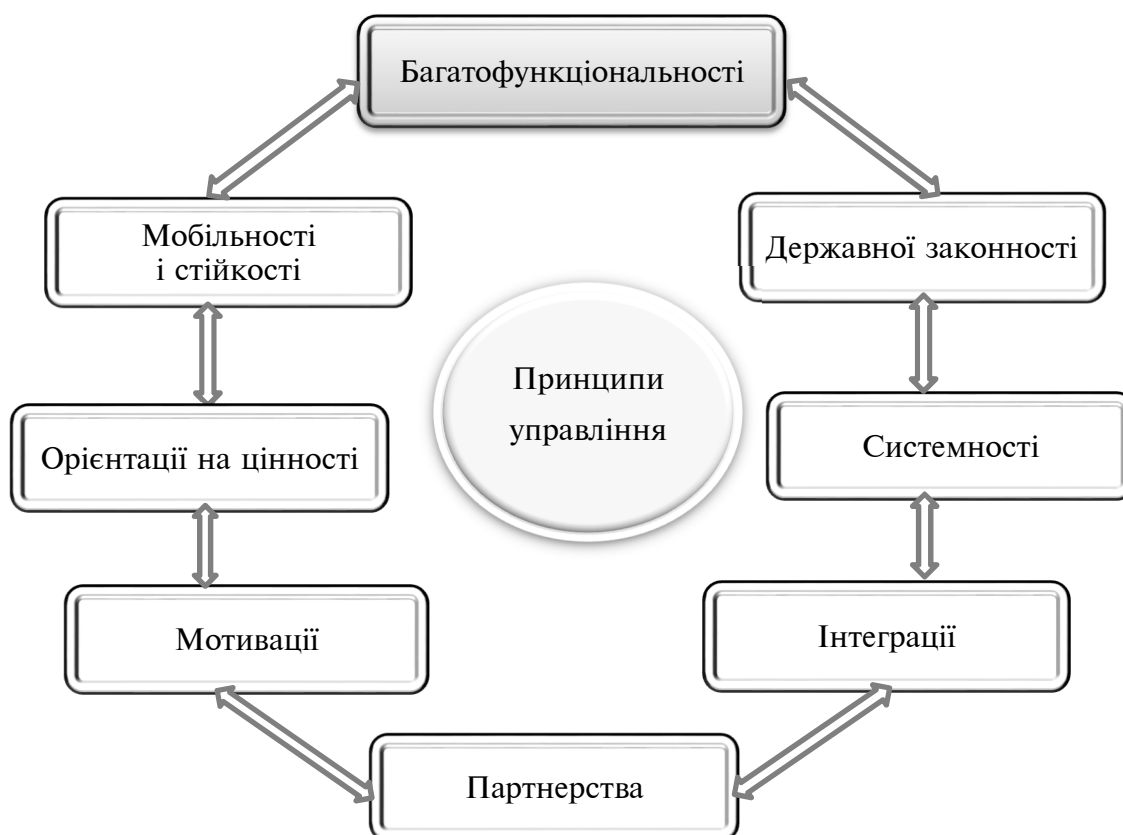 Багатофункціональності
Мобільності
і стійкості
Державної законності
Принципи
управління
Орієнтації на цінності
Системності
Мотивації
Інтеграції
Партнерства